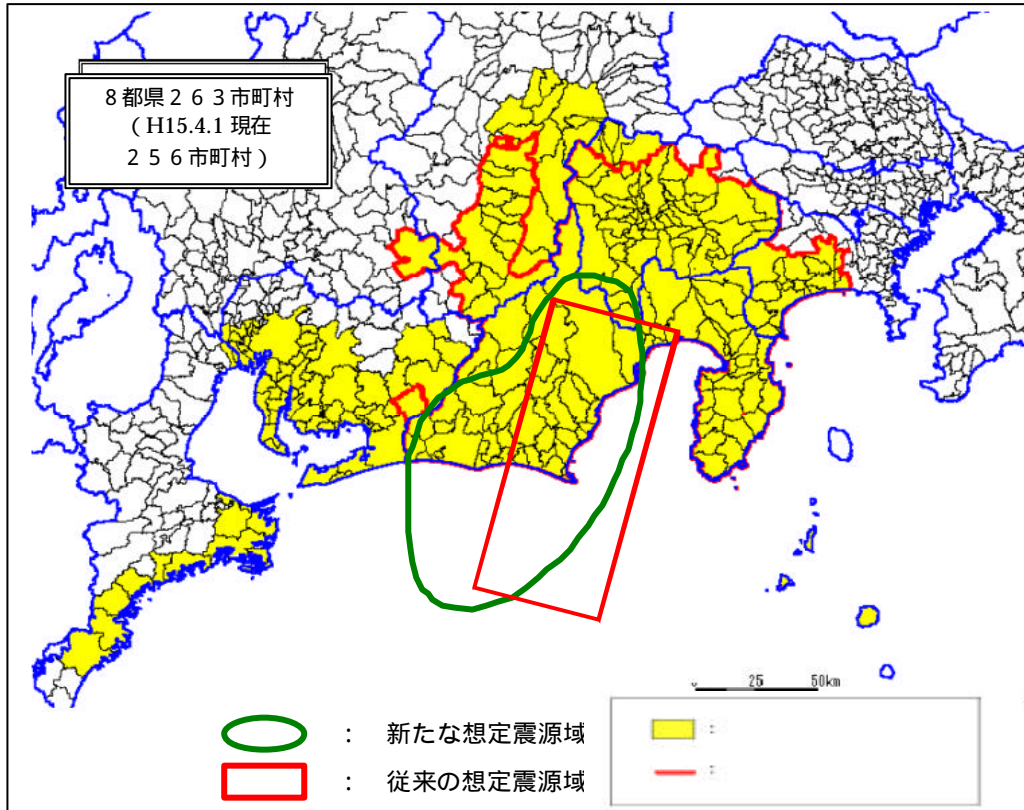 ８都県２６３市町村
（H15.4.1 現在
２５６市町村）
25 50km
： 新たな想定震源域
： 従来の想定震源域
：
：